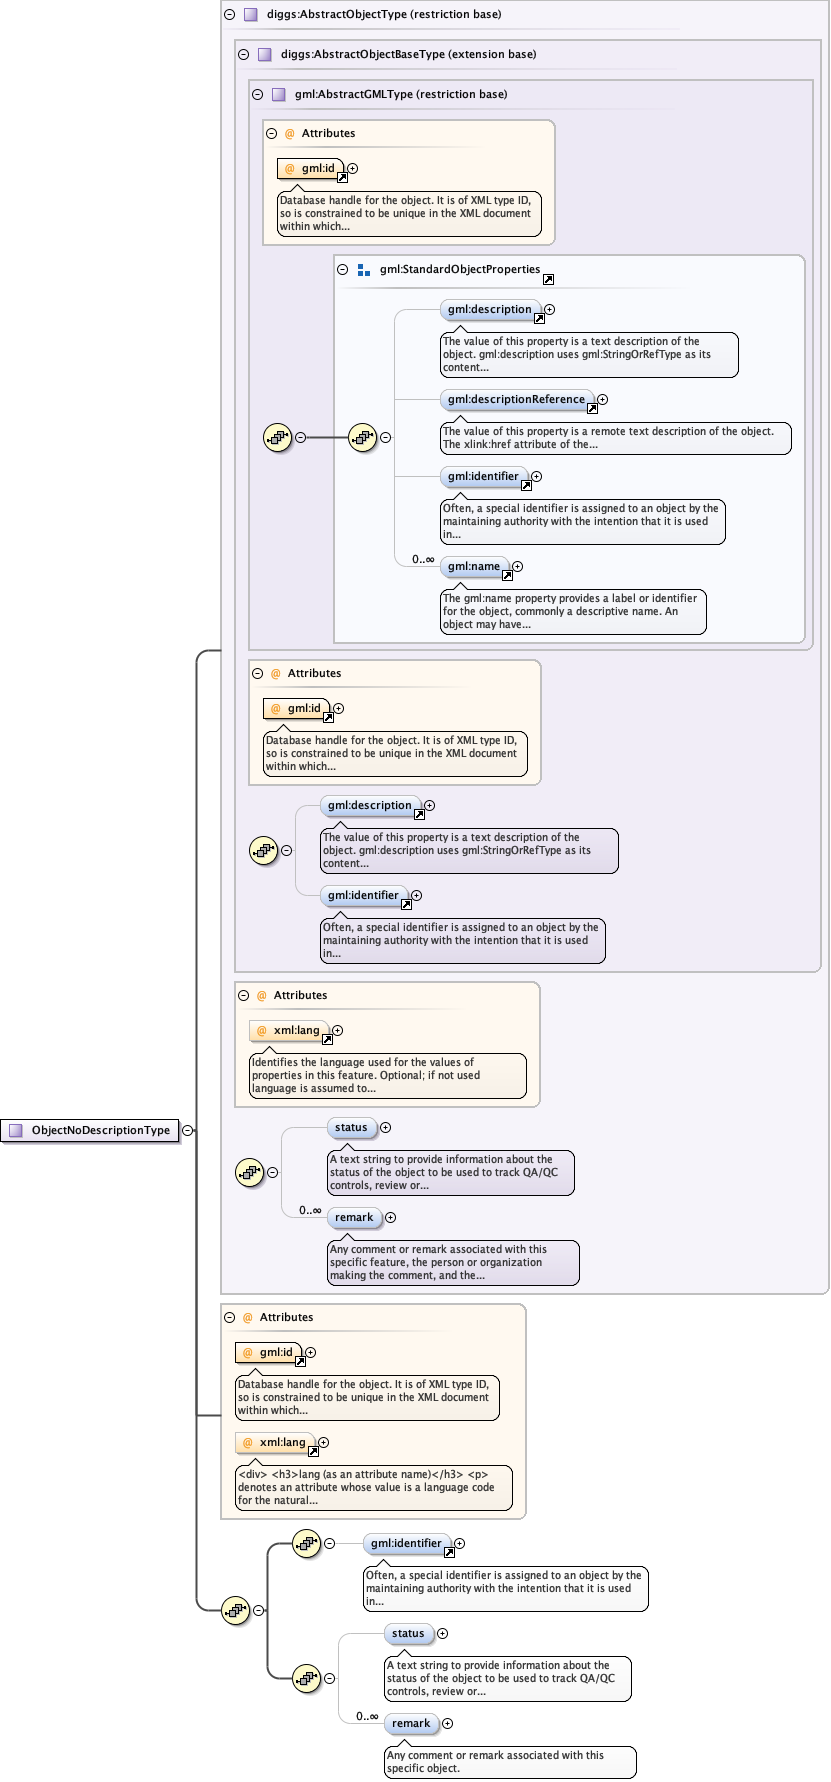 diggs:AbstractObjectType (restriction base)
diggs:AbstractObjectBaseType (extension base)
gml:AbstractGMLType (restriction base)
@ Attributes
@ gml:id
Database handle for the object. It is of XML type ID,
so is constrained to be unique in the XML document
within which...
gml:StandardObjectProperties
gml:description
The value of this property is a text description of the
object. gml:description uses gml:StringOrRefType as its
content...
gml:descriptionReference
The value of this property is a remote text description of the object.
The xlink:href attribute of the...
gml:identifier
Often, a special identifier is assigned to an object by the
maintaining authority with the intention that it is used
in...
0..∞
gml:name
The gml:name property provides a label or identifier
for the object, commonly a descriptive name. An
object may have...
@ Attributes
@ gml:id
Database handle for the object. It is of XML type ID,
so is constrained to be unique in the XML document
within which...
gml:description
The value of this property is a text description of the
object. gml:description uses gml:StringOrRefType as its
content...
gml:identifier
Often, a special identifier is assigned to an object by the
maintaining authority with the intention that it is used
in...
@ Attributes
@ xml:lang
Identifies the language used for the values of
properties in this feature. Optional; if not used
language is assumed to...
ObjectNoDescriptionType
status
A text string to provide information about the
status of the object to be used to track QA/QC
controls, review or...
0..∞
remark
Any comment or remark associated with this
specific feature, the person or organization
making the comment, and the...
@ Attributes
@ gml:id
Database handle for the object. It is of XML type ID,
so is constrained to be unique in the XML document
within which...
@ xml:lang
<div> <h3>lang (as an attribute name)</h3> <p>
denotes an attribute whose value is a language code
for the natural...
gml:identifier
Often, a special identifier is assigned to an object by the
maintaining authority with the intention that it is used
in...
status
A text string to provide information about the
status of the object to be used to track QA/QC
controls, review or...
0..∞
remark
Any comment or remark associated with this
specific object.